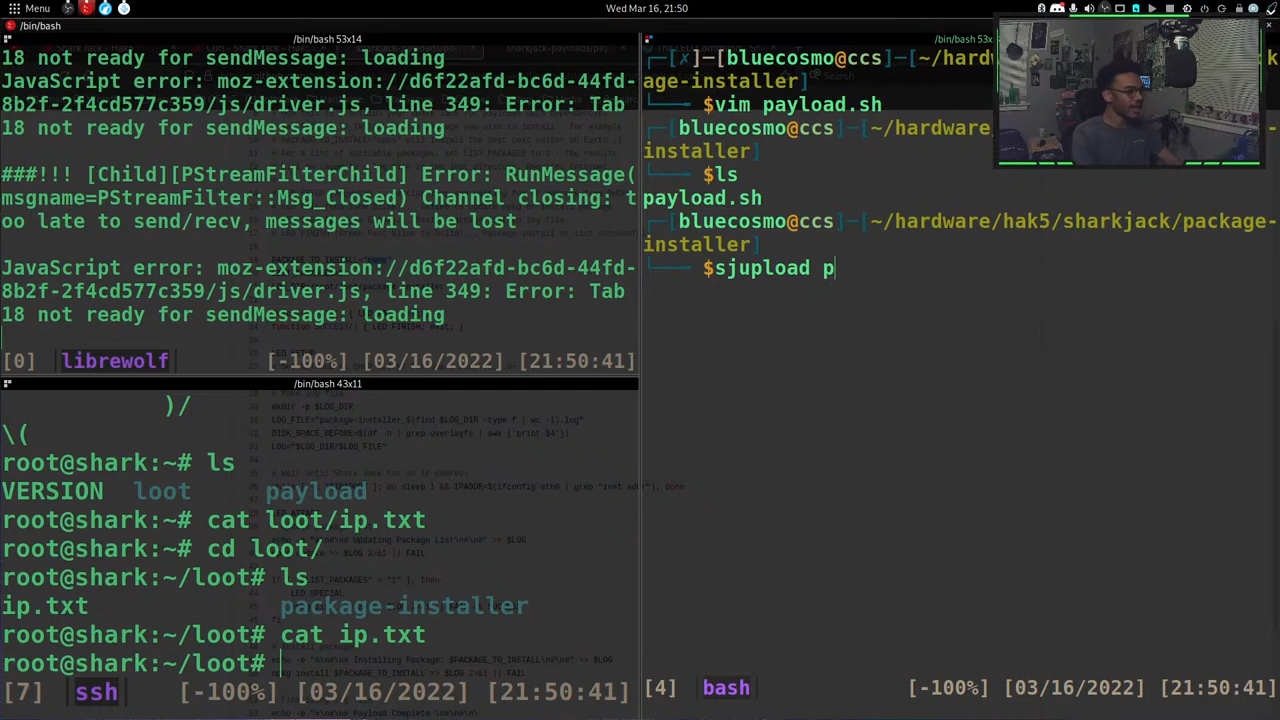 Menu
Wed Mar 16, 21:50
/bin/bash
/bin/bash 53x14
18 not ready for sendMessage: loading
JavaScript error: moz-extension://d6f22afd-bc6d-44fd-
8b2f-2f4cd577c359/js/driver.js, line 349: Error: Tab
18 not ready for sendMessage: loading
###!!! [Child][PStreamFilterChild] Error: RunMessage(
msgname=PStreamFilter::Msg_Closed) Channel closing: t
oo late to send/recv, messages will be lost
JavaScript error: moz-extension://d6f22afd-bc6d-44fd-
8b2f-2f4cd577c359/js/driver.js, line 349: Error: Tab
18 not ready for sendMessage: loading
[0] librewolf [-100%] [03/16/2022] [21:50:41]
/bin/bash 43x11
)/
\(
root@shark:~# ls
VERSION loot payload
root@shark:~# cat loot/ip.txt
root@shark:~# cd loot/
root@shark:~/loot# ls
ip.txt package-installer
root@shark:~/loot# cat ip.txt
root@shark:~/loot#
[7] ssh [-100%] [03/16/2022] [21:50:41]
/bin/bash 53x
┌─[✗]─[bluecosmo@ccs]─[~/hardw
age-installer]
└──╼ $vim payload.sh
┌─[bluecosmo@ccs]─[~/hardware/
installer]
└──╼ $ls
payload.sh
┌─[bluecosmo@ccs]─[~/hardware/hak5/sharkjack/package-
installer]
└──╼ $sjupload p
[4] bash [-100%] [03/16/2022] [21:50:41]